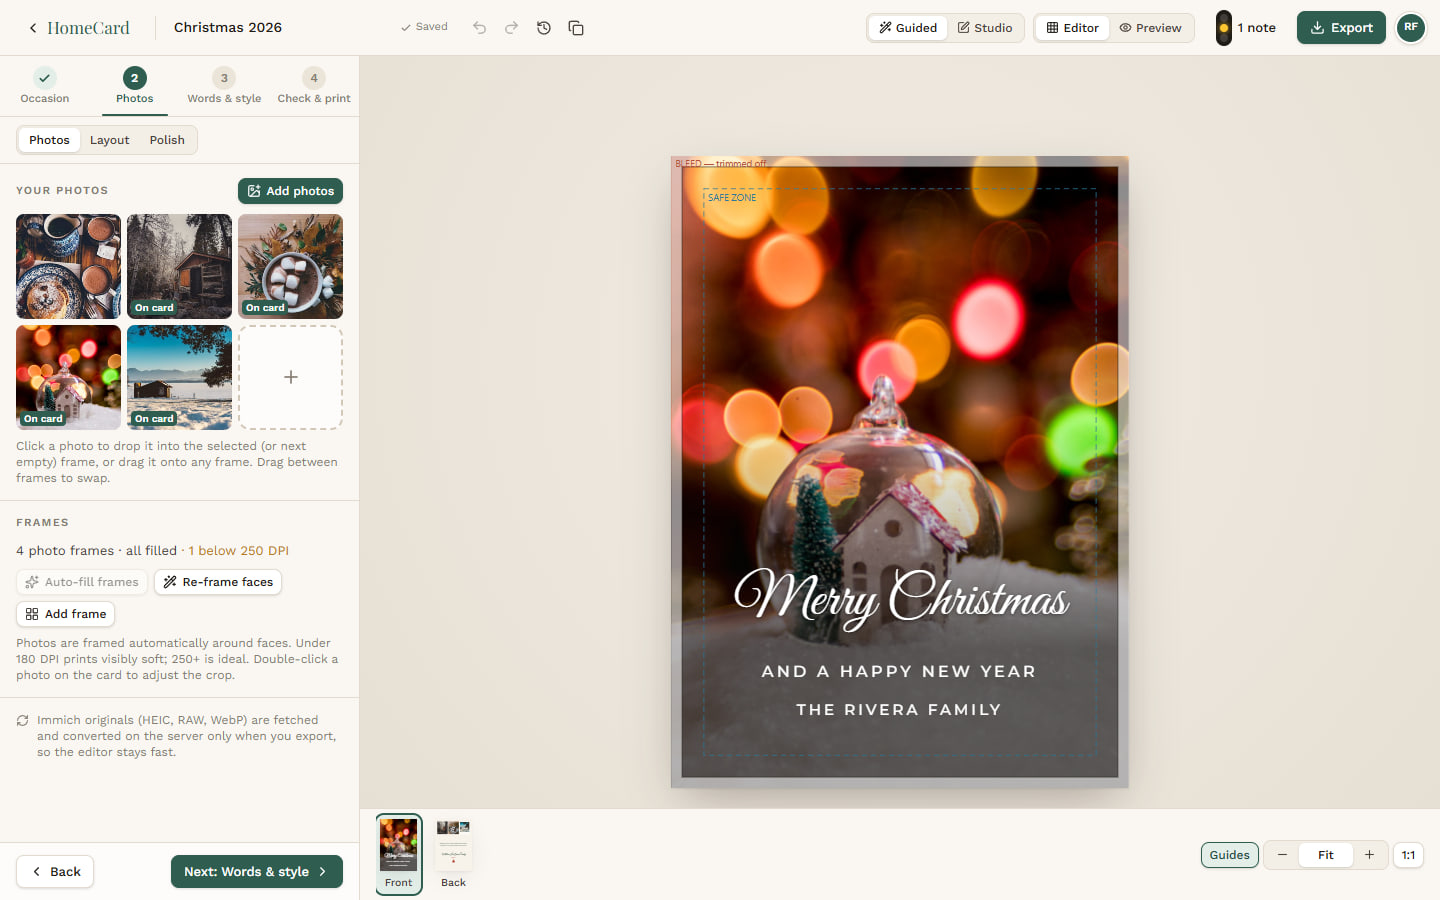 HomeCard
Christmas 2026
Saved
Guided
Studio
Editor
Preview
1 note
Export
RF
Occasion
2
Photos
3
Words & style
4
Check & print
Photos
Layout
Polish
YOUR PHOTOS
Add photos
On card
On card
On card
On card
Click a photo to drop it into the selected (or next
empty) frame, or drag it onto any frame. Drag between
frames to swap.
FRAMES
4 photo frames · all filled · 1 below 250 DPI
Auto-fill frames
Re-frame faces
Add frame
Photos are framed automatically around faces. Under
180 DPI prints visibly soft; 250+ is ideal. Double-click a
photo on the card to adjust the crop.
Immich originals (HEIC, RAW, WebP) are fetched
and converted on the server only when you export,
so the editor stays fast.
Back
Next: Words & style
BLEED — trimmed off
SAFE ZONE
Merry Christmas
AND A HAPPY NEW YEAR
THE RIVERA FAMILY
Merry Christmas
Front
Back
Guides
Fit
1:1